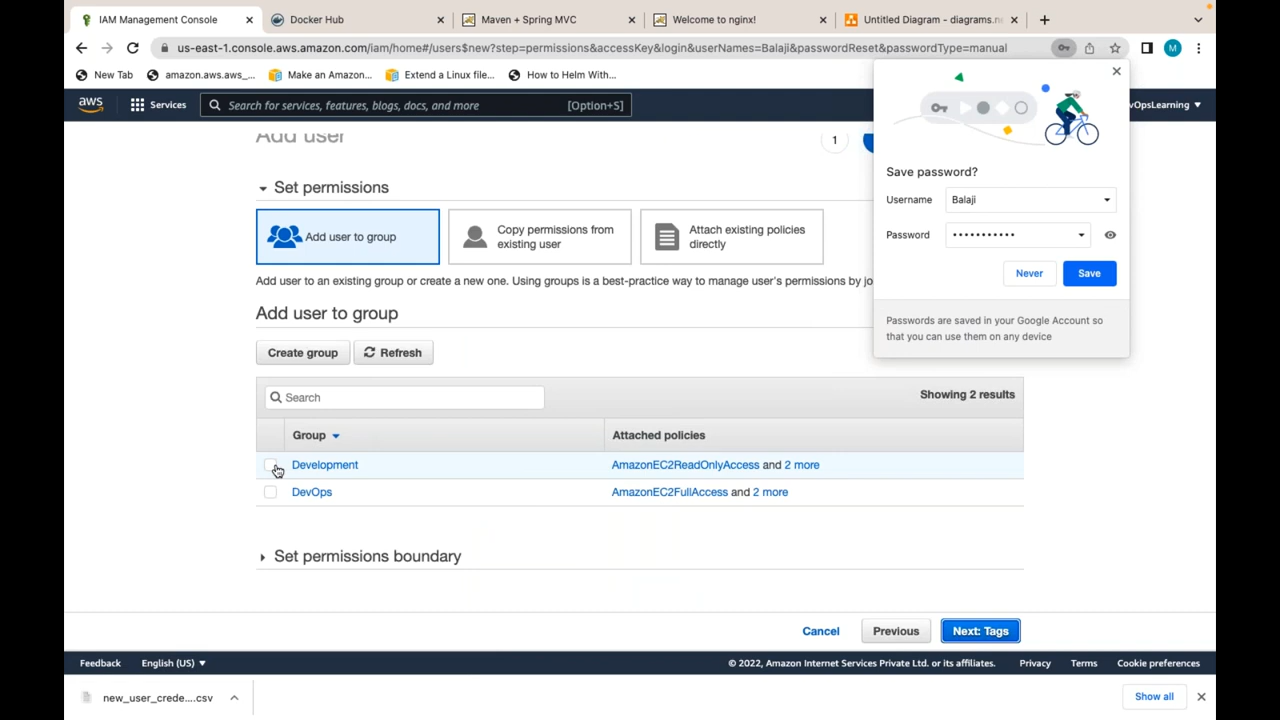 IAM Management Console
Docker Hub
Maven + Spring MVC
Welcome to nginx!
Untitled Diagram - diagrams.ne
us-east-1.console.aws.amazon.com/iam/home#/users$new?step=permissions&accessKey&login&userNames=Balaji&passwordReset&passwordType=manual
M
New Tab
amazon.aws.aws_...
Make an Amazon...
Extend a Linux file...
How to Helm With...
aws
Services
Search for services, features, blogs, docs, and more
[Option+S]
vOpsLearning
Add user
1
Set permissions
Add user to group
Copy permissions from
existing user
Attach existing policies
directly
Add user to an existing group or create a new one. Using groups is a best-practice way to manage user's permissions by jo
Add user to group
Create group
Refresh
Search
Showing 2 results
Group
Attached policies
Development
AmazonEC2ReadOnlyAccess and 2 more
DevOps
AmazonEC2FullAccess and 2 more
Set permissions boundary
Save password?
Username
Balaji
Password
•••••••••••
Never
Save
Passwords are saved in your Google Account so
that you can use them on any device
Cancel
Previous
Next: Tags
Feedback
English (US)
© 2022, Amazon Internet Services Private Ltd. or its affiliates.
Privacy
Terms
Cookie preferences
new_user_crede....csv
Show all